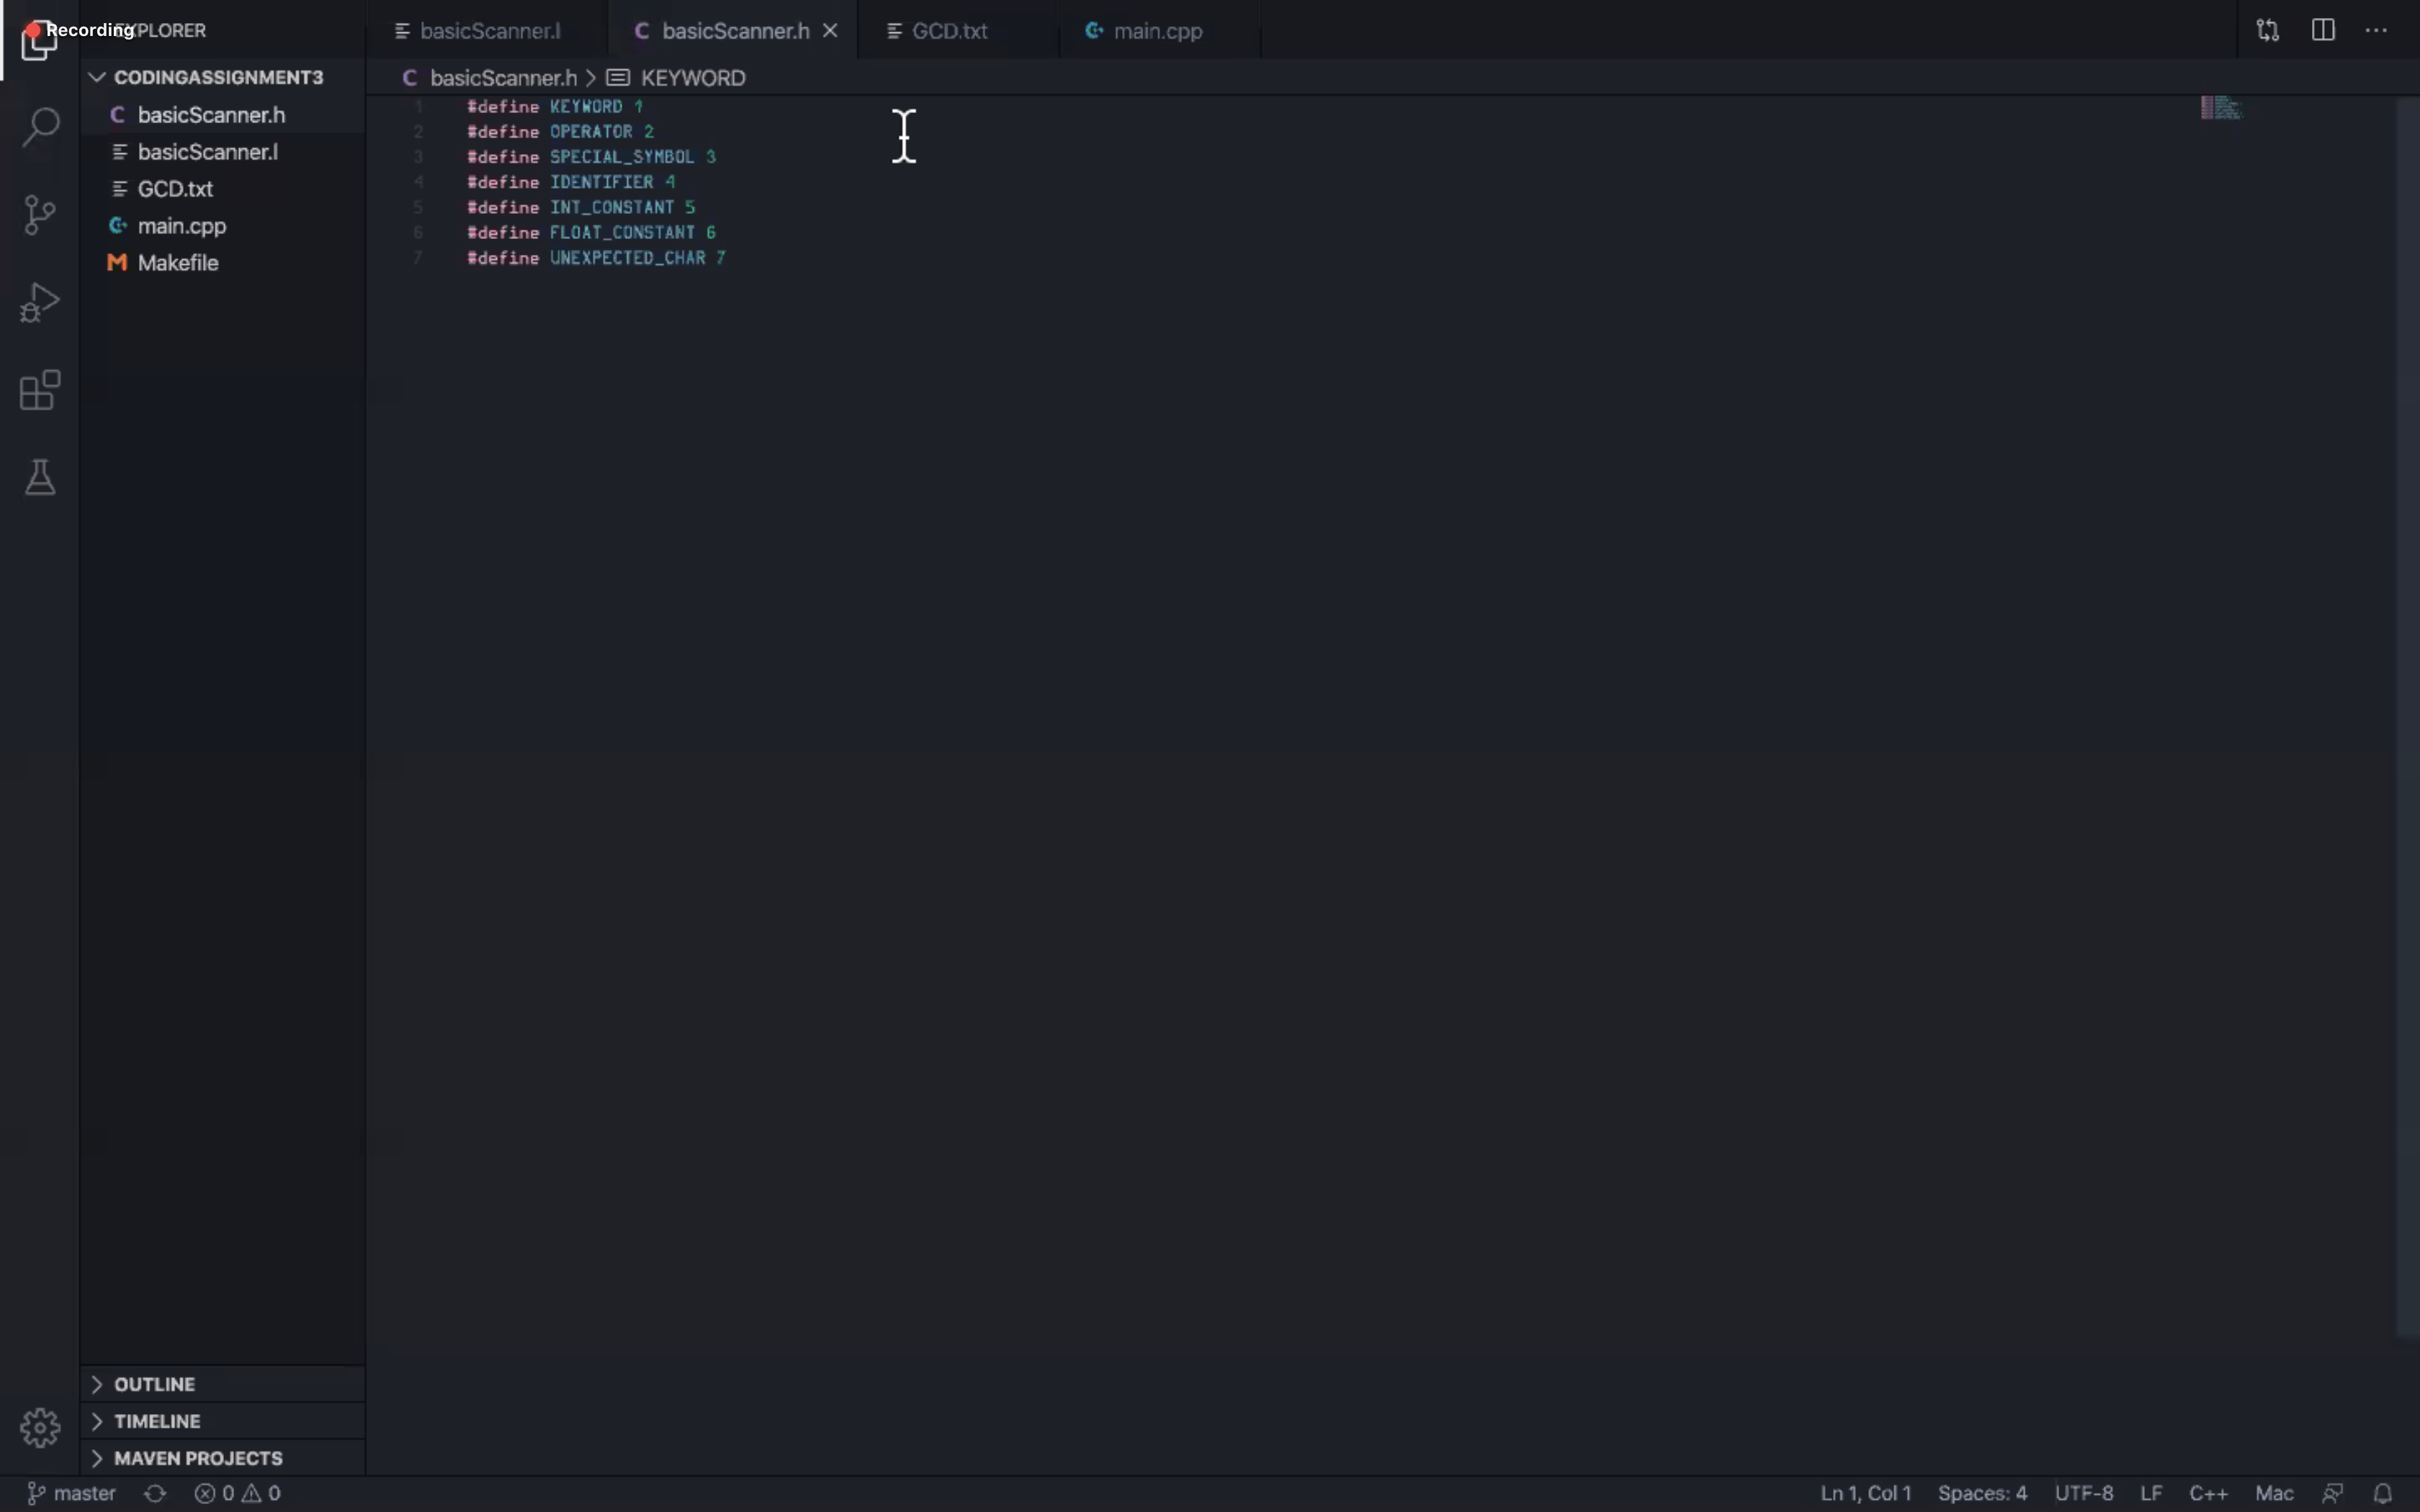 Recording
EXPLORER
basicScanner.l
basicScanner.h
GCD.txt
main.cpp
CODINGASSIGNMENT3
basicScanner.h
basicScanner.l
GCD.txt
main.cpp
Makefile
basicScanner.h > KEYWORD
1 #define KEYWORD 1
2 #define OPERATOR 2
3 #define SPECIAL_SYMBOL 3
4 #define IDENTIFIER 4
5 #define INT_CONSTANT 5
6 #define FLOAT_CONSTANT 6
7 #define UNEXPECTED_CHAR 7
OUTLINE
TIMELINE
MAVEN PROJECTS
master 0 0
Ln 1, Col 1 Spaces: 4 UTF-8 LF C++ Mac